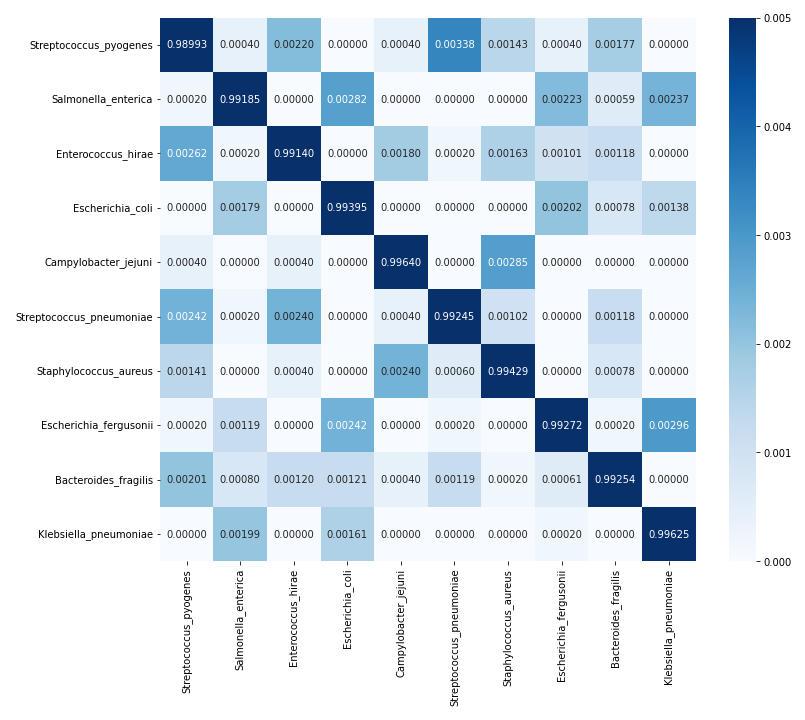 Streptococcus_pyogenes 0.98993 0.00040 0.00220 0.00000 0.00040 0.00338 0.00143 0.00040 0.00177 0.00000
Salmonella_enterica 0.00020 0.99185 0.00000 0.00282 0.00000 0.00000 0.00000 0.00223 0.00059 0.00237
Enterococcus_hirae 0.00262 0.00020 0.99140 0.00000 0.00180 0.00020 0.00163 0.00101 0.00118 0.00000
Escherichia_coli 0.00000 0.00179 0.00000 0.99395 0.00000 0.00000 0.00000 0.00202 0.00078 0.00138
Campylobacter_jejuni 0.00040 0.00000 0.00040 0.00000 0.99640 0.00000 0.00285 0.00000 0.00000 0.00000
Streptococcus_pneumoniae 0.00242 0.00020 0.00240 0.00000 0.00040 0.99245 0.00102 0.00000 0.00118 0.00000
Staphylococcus_aureus 0.00141 0.00000 0.00040 0.00000 0.00240 0.00060 0.99429 0.00000 0.00078 0.00000
Escherichia_fergusonii 0.00020 0.00119 0.00000 0.00242 0.00000 0.00020 0.00000 0.99272 0.00020 0.00296
Bacteroides_fragilis 0.00201 0.00080 0.00120 0.00121 0.00040 0.00119 0.00020 0.00061 0.99254 0.00000
Klebsiella_pneumoniae 0.00000 0.00199 0.00000 0.00161 0.00000 0.00000 0.00000 0.00020 0.00000 0.99625
Streptococcus_pyogenes
Salmonella_enterica
Enterococcus_hirae
Escherichia_coli
Campylobacter_jejuni
Streptococcus_pneumoniae
Staphylococcus_aureus
Escherichia_fergusonii
Bacteroides_fragilis
Klebsiella_pneumoniae
0.005
0.004
0.003
0.002
0.001
0.000